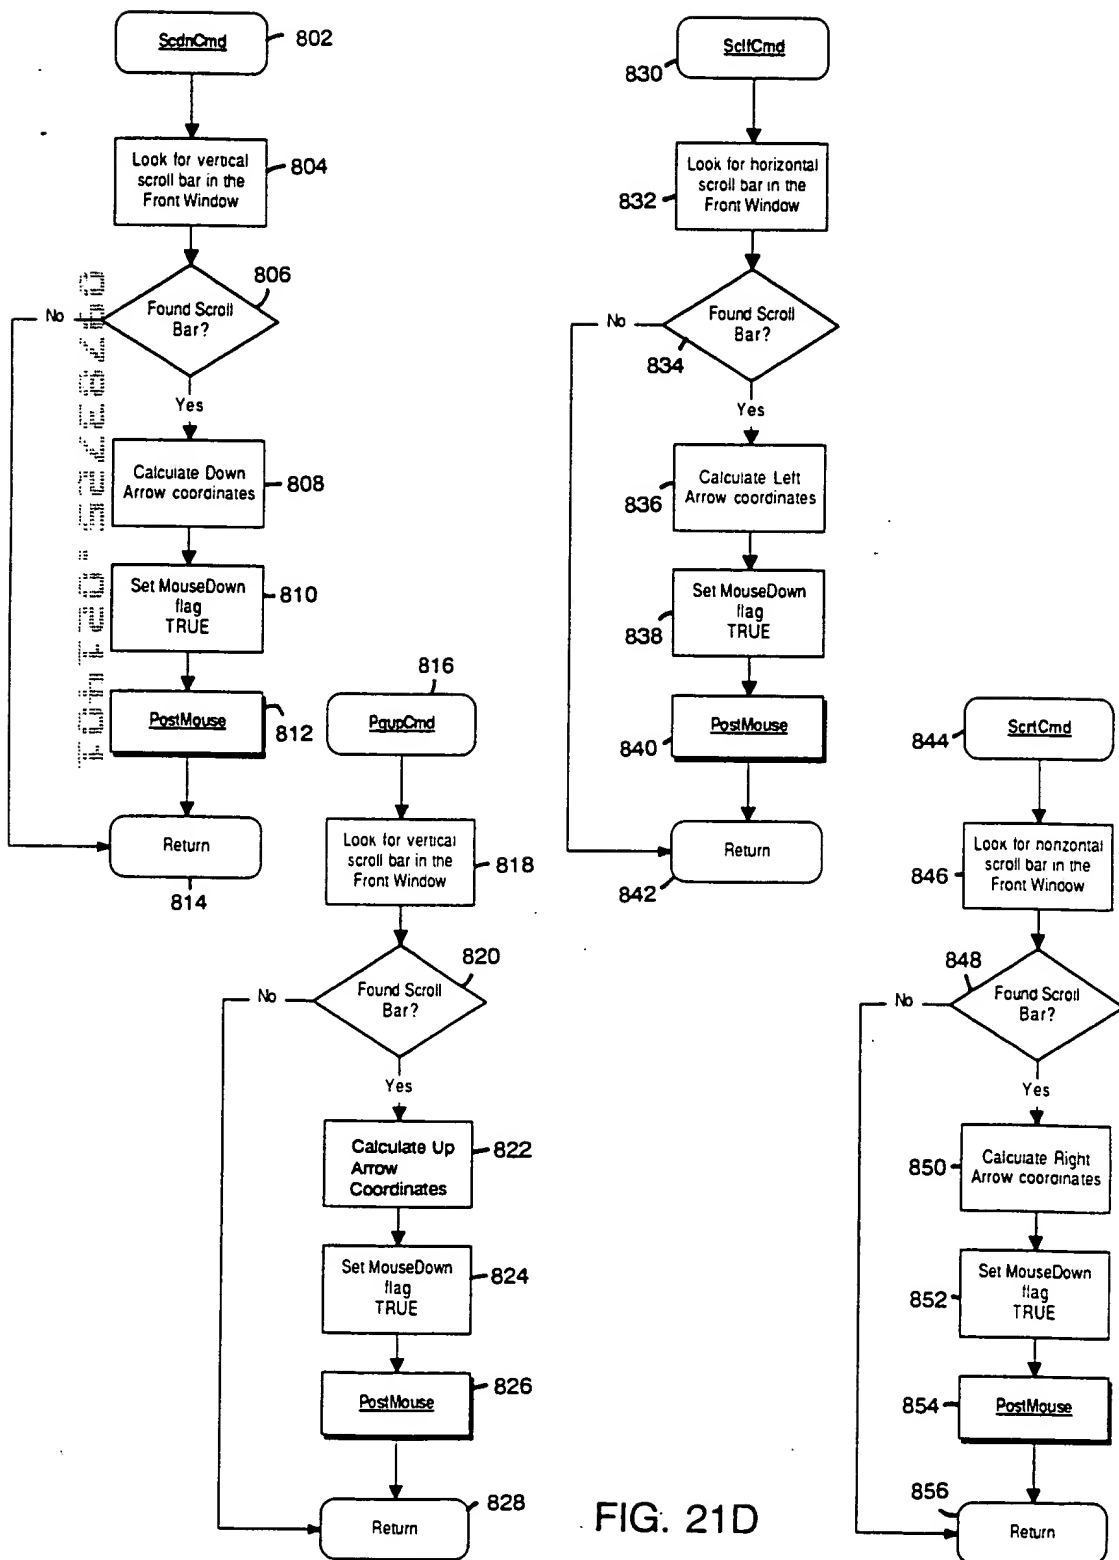 ScdnCmd
802
Look for vertical
scroll bar in the
Front Window
804
Found Scroll
Bar?
806
No
Yes
Calculate Down
Arrow coordinates
808
Set MouseDown
flag
TRUE
810
PostMouse
812
Return
814
PgupCmd
816
Look for vertical
scroll bar in the
Front Window
818
Found Scroll
Bar?
820
No
Yes
Calculate Up
Arrow
Coordinates
822
Set MouseDown
flag
TRUE
824
PostMouse
826
Return
828
SclfCmd
830
Look for horizontal
scroll bar in the
Front Window
832
Found Scroll
Bar?
834
No
Yes
Calculate Left
Arrow coordinates
836
Set MouseDown
flag
TRUE
838
PostMouse
840
Return
842
ScrtCmd
844
Look for horizontal
scroll bar in the
Front Window
846
Found Scroll
Bar?
848
No
Yes
Calculate Right
Arrow coordinates
850
Set MouseDown
flag
TRUE
852
PostMouse
854
Return
856
FIG. 21D